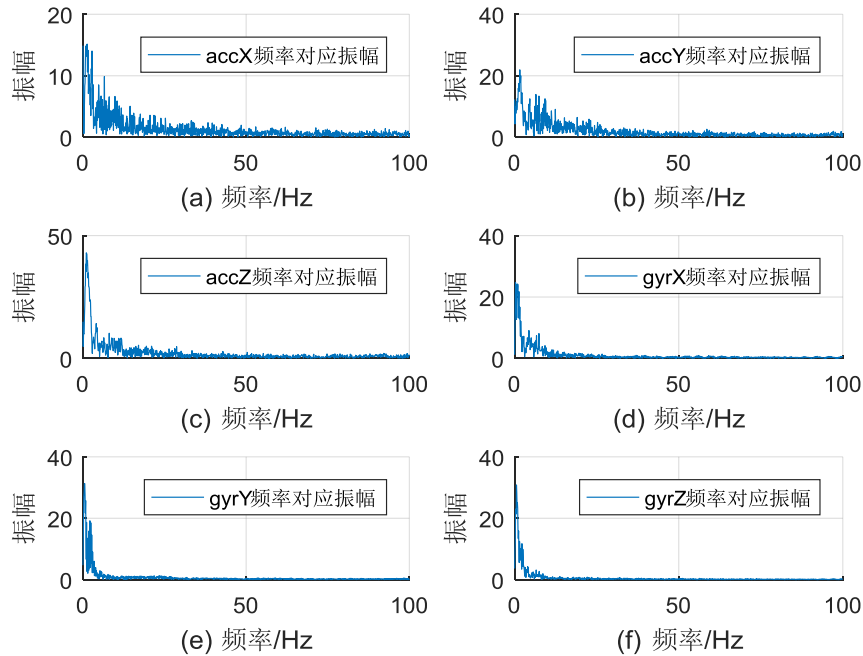 20
10
0
振幅
accX频率对应振幅
0
50
100
(a) 频率/Hz
40
20
0
振幅
accY频率对应振幅
0
50
100
(b) 频率/Hz
50
0
振幅
accZ频率对应振幅
0
50
100
(c) 频率/Hz
40
20
0
振幅
gyrX频率对应振幅
0
50
100
(d) 频率/Hz
40
20
0
振幅
gyrY频率对应振幅
0
50
100
(e) 频率/Hz
40
20
0
振幅
gyrZ频率对应振幅
0
50
100
(f) 频率/Hz